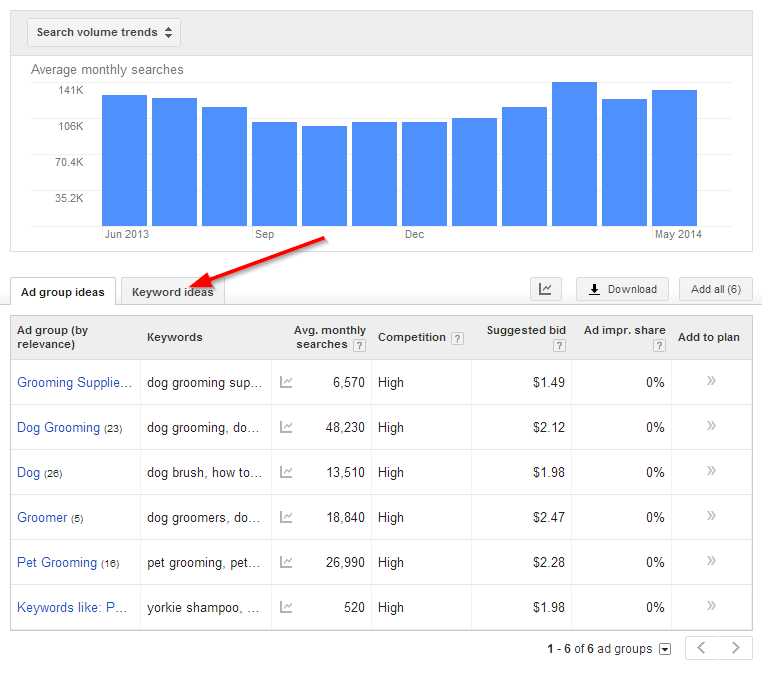 Search volume trends
Average monthly searches
141K
106K
70.4K
35.2K
Jun 2013 Sep Dec May 2014
Ad group ideas Keyword ideas Download Add all (6)
Ad group (by relevance) Keywords Avg. monthly searches ? Competition ? Suggested bid ? Ad impr. share ? Add to plan
Grooming Supplie... dog grooming sup... 6,570 High $1.49 0% »
Dog Grooming (23) dog grooming, do... 48,230 High $2.12 0% »
Dog (26) dog brush, how to... 13,510 High $1.98 0% »
Groomer (5) dog groomers, do... 18,840 High $2.47 0% »
Pet Grooming (16) pet grooming, pet... 26,990 High $2.28 0% »
Keywords like: P... yorkie shampoo, ... 520 High $1.98 0% »
1 - 6 of 6 ad groups